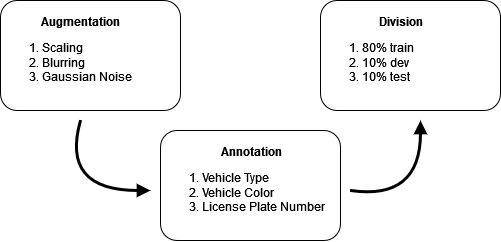 Augmentation
1. Scaling
2. Blurring
3. Gaussian Noise
Annotation
1. Vehicle Type
2. Vehicle Color
3. License Plate Number
Division
1. 80% train
2. 10% dev
3. 10% test